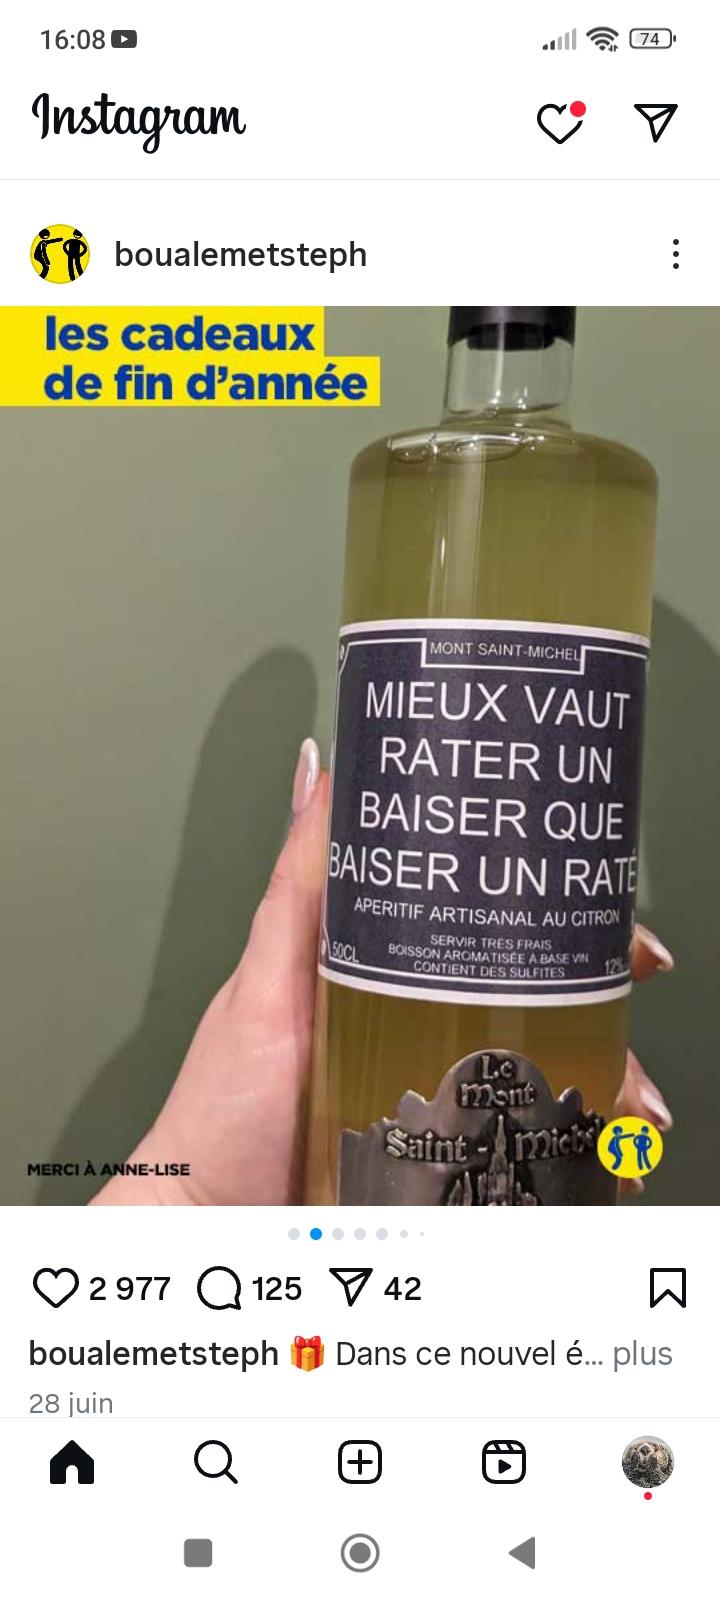 16:08
74
Instagram
boualemetsteph
les cadeaux
de fin d'année
MONT SAINT-MICHEL
MIEUX VAUT
RATER UN
BAISER QUE
BAISER UN RATÉ
APERITIF ARTISANAL AU CITRON
SERVIR TRÈS FRAIS
50CL BOISSON AROMATISÉE À BASE VIN
CONTIENT DES SULFITES 12%
Le
Mont
Saint - Michel
MERCI À ANNE-LISE
2 977 125 42
boualemetsteph 🎁 Dans ce nouvel é... plus
28 juin